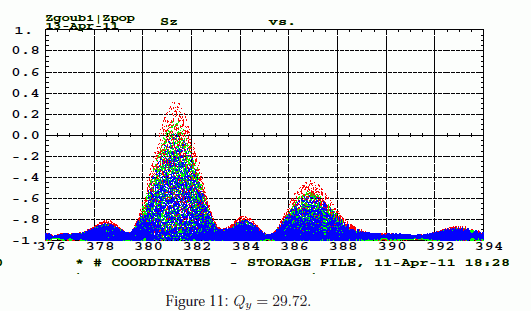 Zgoubi|Zpop
13-Apr-11
Sz vs.
1.
0.8
0.6
0.4
0.2
0.0
-.2
-.4
-.6
-.8
-1.
376 378 380 382 384 386 388 390 392 394
* # COORDINATES - STORAGE FILE, 11-Apr-11 18:28
Figure 11: Qy = 29.72.